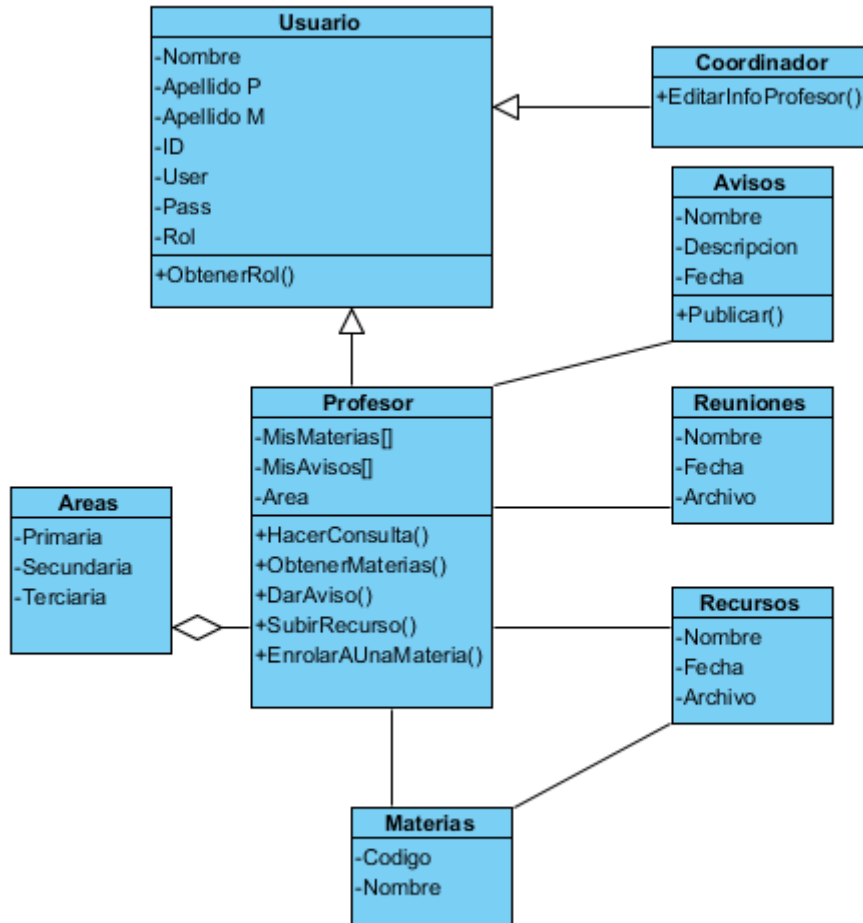 Usuario
-Nombre
-Apellido P
-Apellido M
-ID
-User
-Pass
-Rol
+ObtenerRol()
Coordinador
+EditarInfoProfesor()
Avisos
-Nombre
-Descripcion
-Fecha
+Publicar()
Profesor
-MisMaterias[]
-MisAvisos[]
-Area
+HacerConsulta()
+ObtenerMaterias()
+DarAviso()
+SubirRecurso()
+EnrolarAUnaMateria()
Reuniones
-Nombre
-Fecha
-Archivo
Areas
-Primaria
-Secundaria
-Terciaria
Recursos
-Nombre
-Fecha
-Archivo
Materias
-Codigo
-Nombre